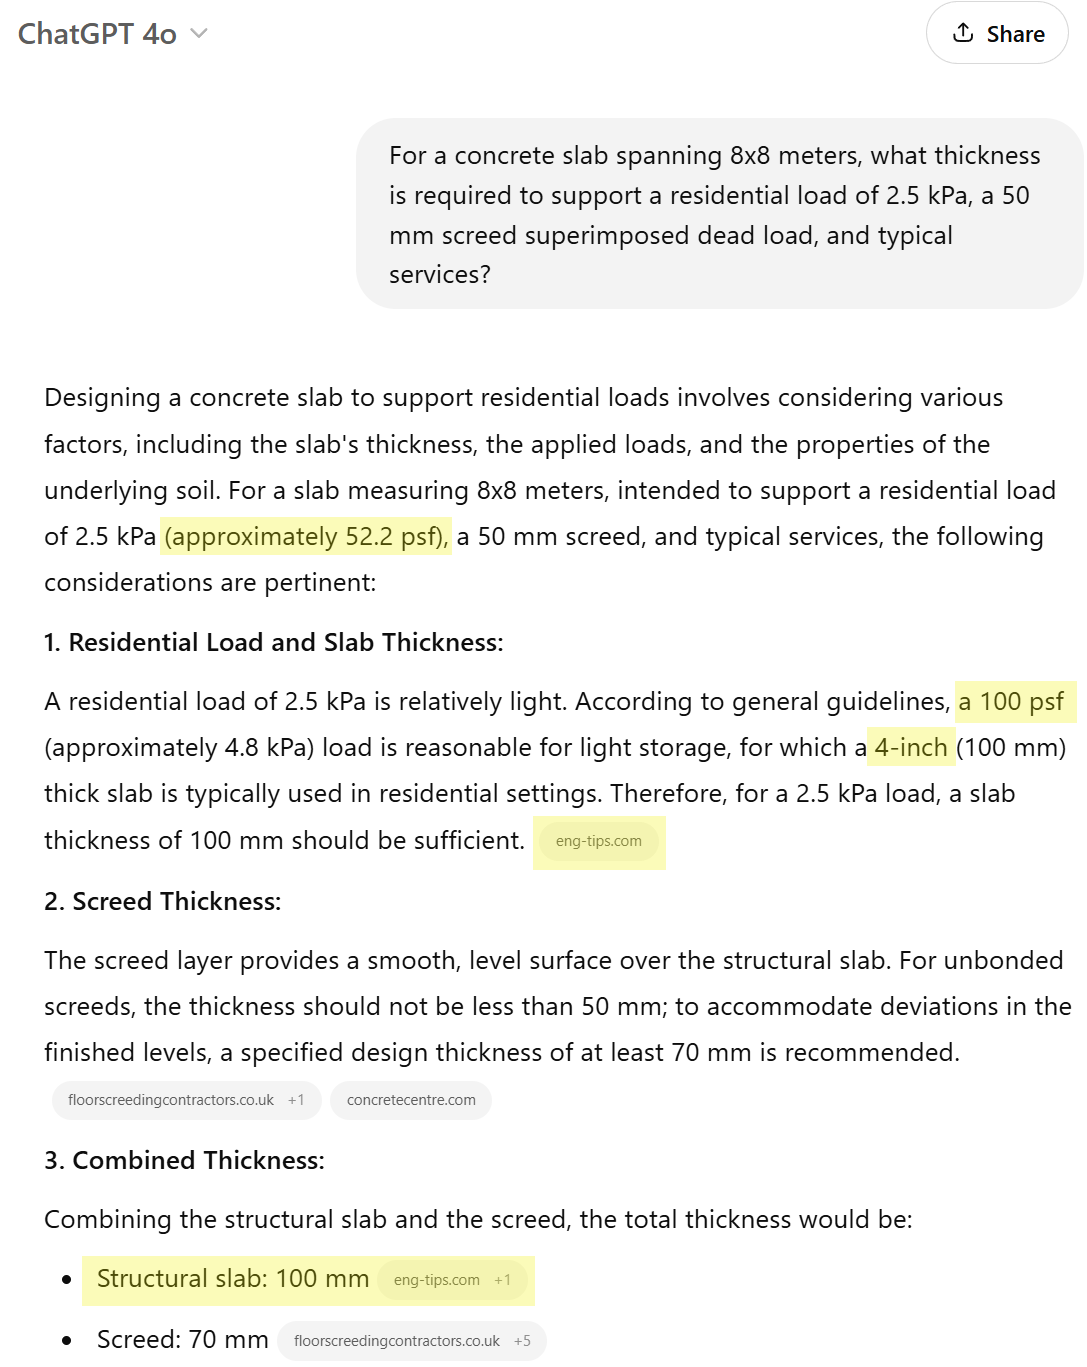 ChatGPT 4o
Share
For a concrete slab spanning 8x8 meters, what thickness
is required to support a residential load of 2.5 kPa, a 50
mm screed superimposed dead load, and typical
services?
Designing a concrete slab to support residential loads involves considering various
factors, including the slab's thickness, the applied loads, and the properties of the
underlying soil. For a slab measuring 8x8 meters, intended to support a residential load
of 2.5 kPa (approximately 52.2 psf), a 50 mm screed, and typical services, the following
considerations are pertinent:
1. Residential Load and Slab Thickness:
A residential load of 2.5 kPa is relatively light. According to general guidelines, a 100 psf
(approximately 4.8 kPa) load is reasonable for light storage, for which a 4-inch (100 mm)
thick slab is typically used in residential settings. Therefore, for a 2.5 kPa load, a slab
thickness of 100 mm should be sufficient. eng-tips.com
2. Screed Thickness:
The screed layer provides a smooth, level surface over the structural slab. For unbonded
screeds, the thickness should not be less than 50 mm; to accommodate deviations in the
finished levels, a specified design thickness of at least 70 mm is recommended.
floorscreedingcontractors.co.uk +1 concretecentre.com
3. Combined Thickness:
Combining the structural slab and the screed, the total thickness would be:
• Structural slab: 100 mm eng-tips.com +1
• Screed: 70 mm floorscreedingcontractors.co.uk +5